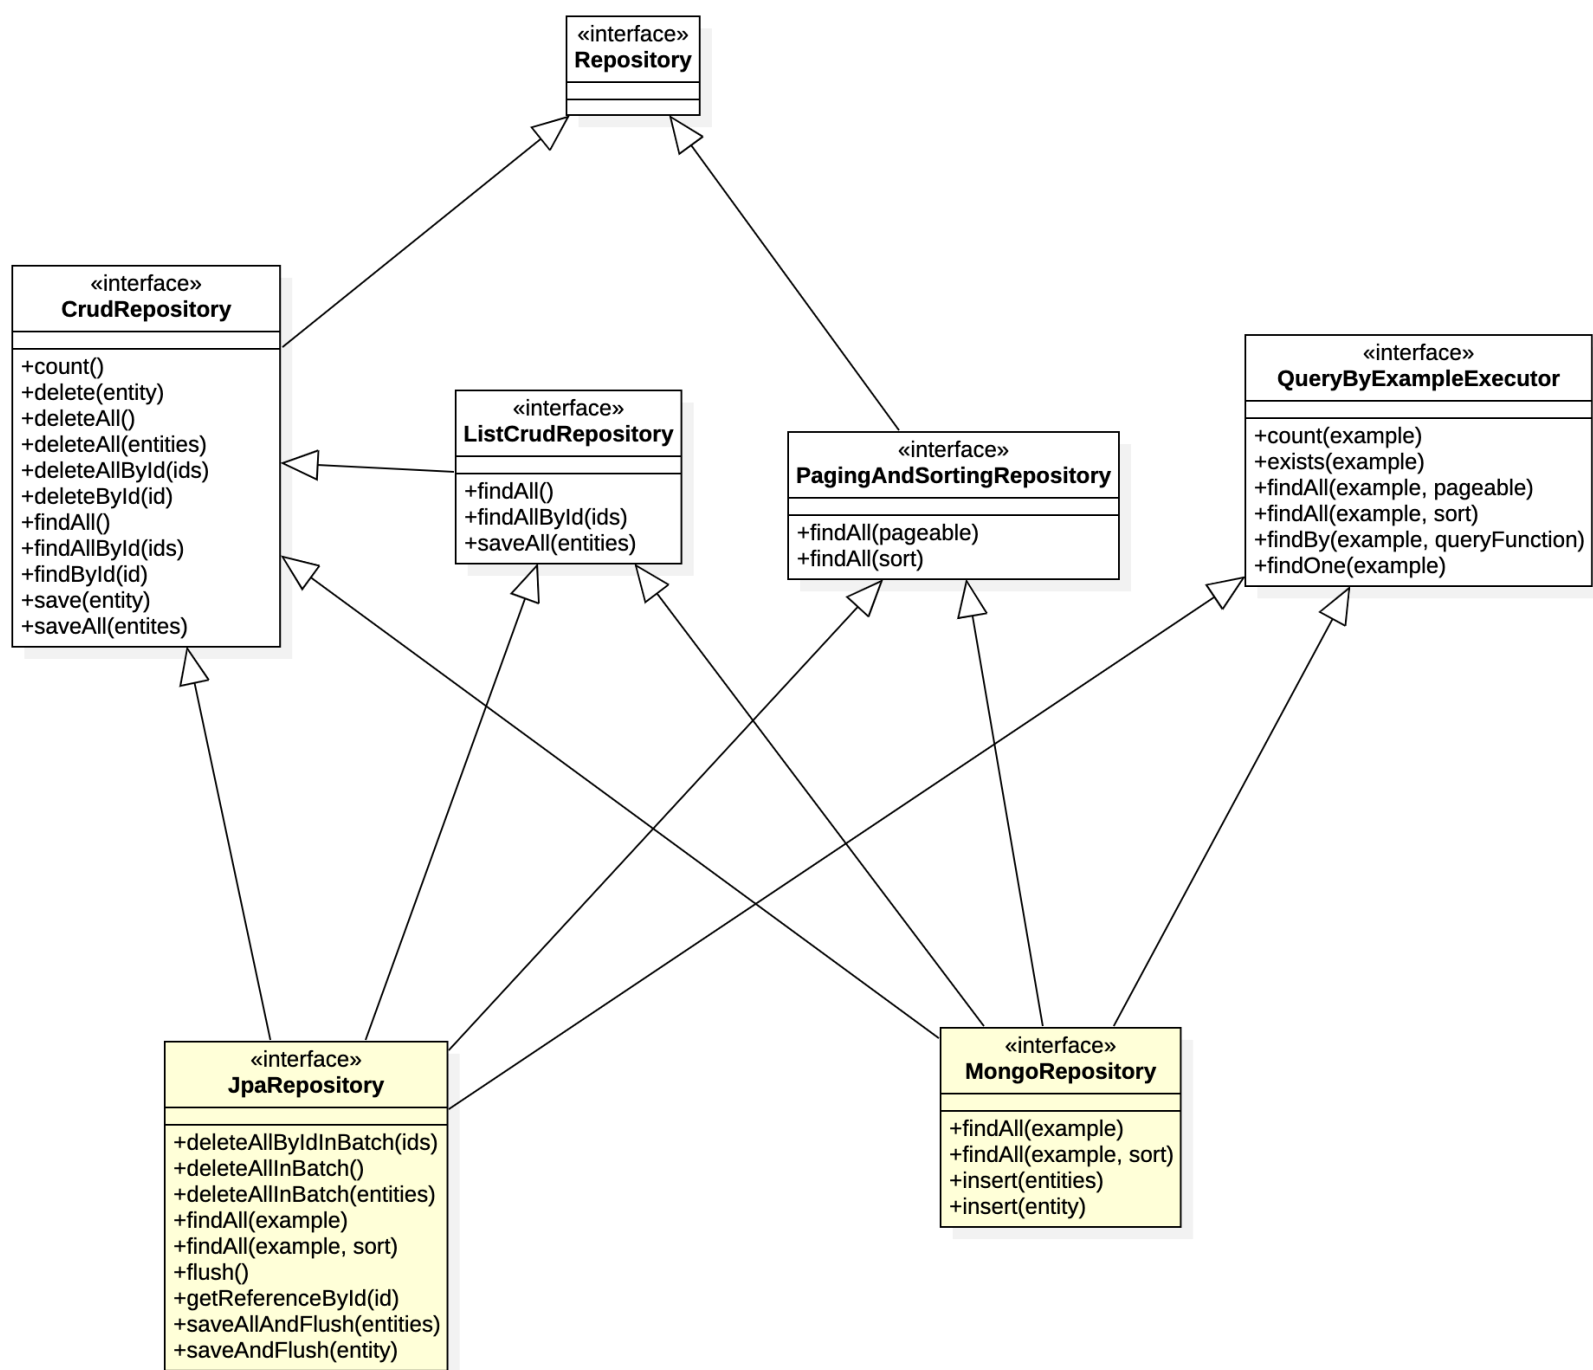 «interface»
Repository
«interface»
CrudRepository
+count()
+delete(entity)
+deleteAll()
+deleteAll(entities)
+deleteAllById(ids)
+deleteById(id)
+findAll()
+findAllById(ids)
+findById(id)
+save(entity)
+saveAll(entites)
«interface»
ListCrudRepository
+findAll()
+findAllById(ids)
+saveAll(entities)
«interface»
PagingAndSortingRepository
+findAll(pageable)
+findAll(sort)
«interface»
QueryByExampleExecutor
+count(example)
+exists(example)
+findAll(example, pageable)
+findAll(example, sort)
+findBy(example, queryFunction)
+findOne(example)
«interface»
JpaRepository
+deleteAllByIdInBatch(ids)
+deleteAllInBatch()
+deleteAllInBatch(entities)
+findAll(example)
+findAll(example, sort)
+flush()
+getReferenceById(id)
+saveAllAndFlush(entities)
+saveAndFlush(entity)
«interface»
MongoRepository
+findAll(example)
+findAll(example, sort)
+insert(entities)
+insert(entity)